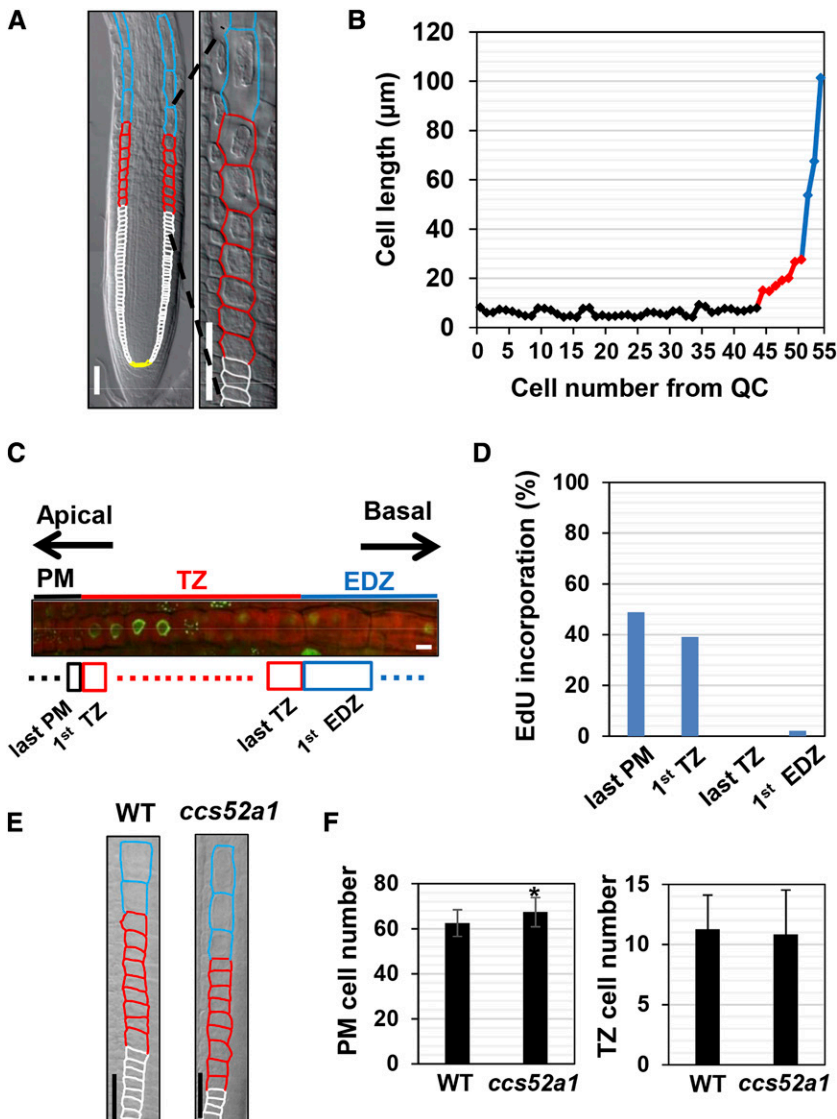 A
B
Cell length (µm)
120
100
80
60
40
20
0
0 5 10 15 20 25 30 35 40 45 50 55
Cell number from QC
C
Apical
Basal
PM
TZ
EDZ
last PM
1st TZ
last TZ
1st EDZ
D
EdU incorporation (%)
100
80
60
40
20
0
last PM
1st TZ
last TZ
1st EDZ
E
WT
ccs52a1
F
PM cell number
80
60
40
20
0
*
WT
ccs52a1
TZ cell number
15
10
5
0
WT
ccs52a1